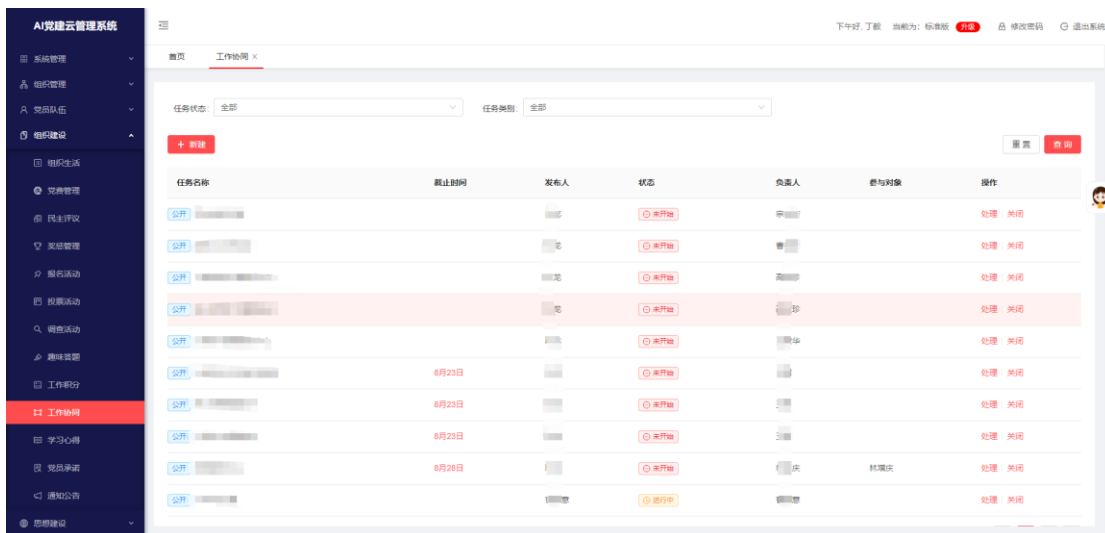 AI党建云管理系统
下午好, 丁毅 当前为: 标准版 升级 修改密码 退出系统
系统管理
首页 工作协同 ×
组织管理
党员队伍
任务状态: 全部 任务类别: 全部
组织建设
+ 新建 重置 查询
组织生活
任务名称 截止时间 发布人 状态 负责人 参与对象 操作
党费管理
公开 未开始 处理 关闭
民主评议
公开 龙 未开始 曹 处理 关闭
奖惩管理
公开 龙 未开始 处理 关闭
报名活动
投票活动
公开 未开始 珍 处理 关闭
调查活动
公开 未开始 华 处理 关闭
趣味答题
公开 8月23日 未开始 处理 关闭
工作积分
公开 8月23日 未开始 处理 关闭
工作协同
公开 8月23日 未开始 处理 关闭
学习心得
公开 8月28日 未开始 庆 处理 关闭
党员承诺
公开 意 进行中 意 处理 关闭
通知公告
思想建设